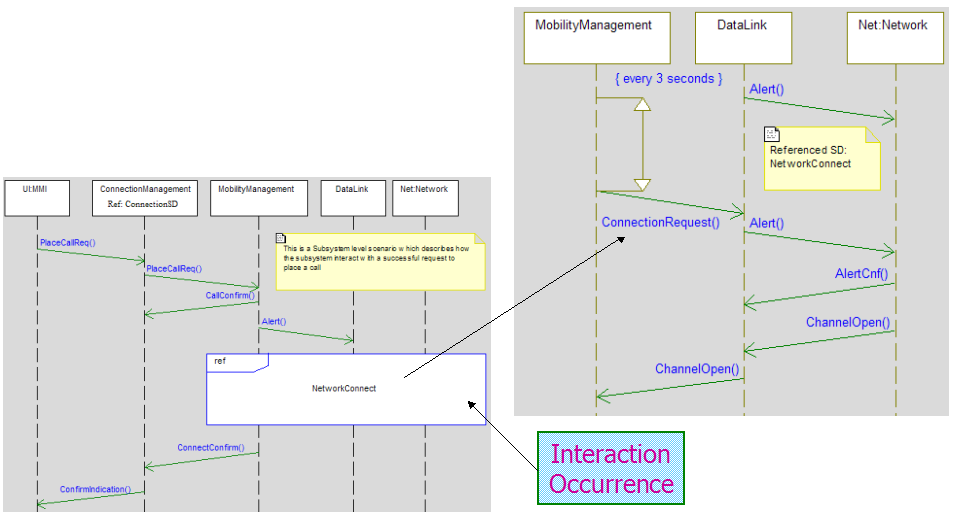 MobilityManagement
DataLink
Net:Network
{ every 3 seconds }
Alert()
Referenced SD:
NetworkConnect
ConnectionRequest()
Alert()
AlertCnf()
ChannelOpen()
ChannelOpen()
UI:MMI
ConnectionManagement
Ref: ConnectionSD
MobilityManagement
DataLink
Net:Network
PlaceCallReq()
This is a Subsystem level scenario which describes how
the subsystem interact with a successful request to
place a call
PlaceCallReq()
CallConfirm()
Alert()
ref
NetworkConnect
ConnectConfirm()
ConfirmIndication()
Interaction
Occurrence